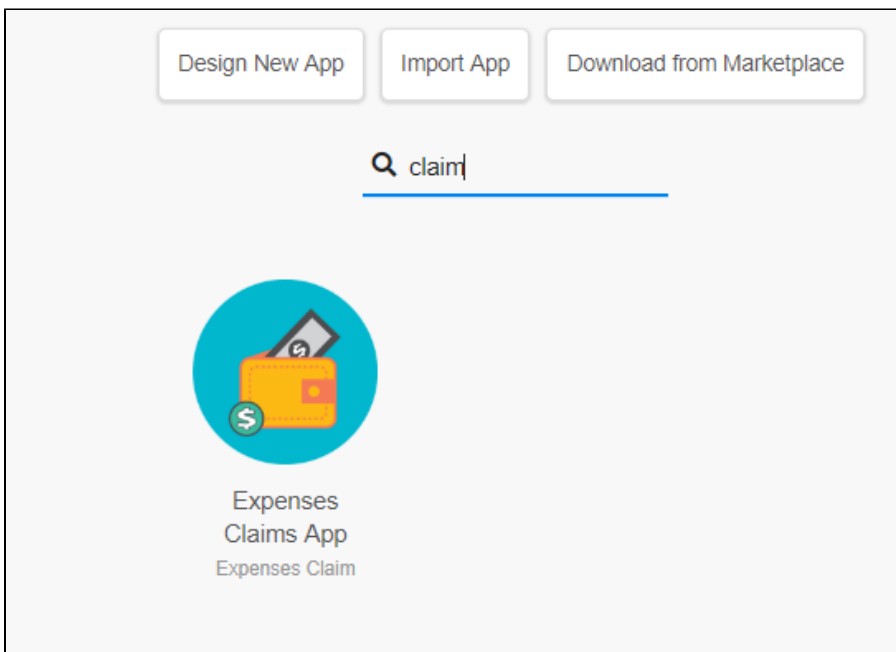 Design New App
Import App
Download from Marketplace
claim
$
$
Expenses
Claims App
Expenses Claim